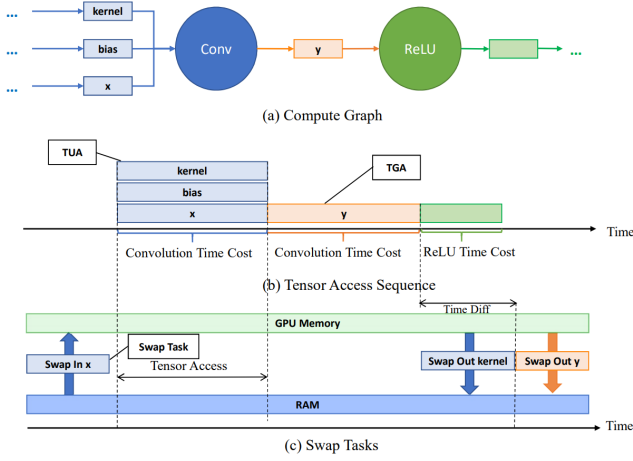 ...
kernel
...
bias
Conv
y
ReLU
...
...
x
(a) Compute Graph
TUA
TGA
kernel
bias
x
y
Time
Convolution Time Cost
Convolution Time Cost
ReLU Time Cost
(b) Tensor Access Sequence
Time Diff
GPU Memory
Swap Task
Swap In x
Swap Out kernel
Swap Out y
Tensor Access
RAM
Time
(c) Swap Tasks